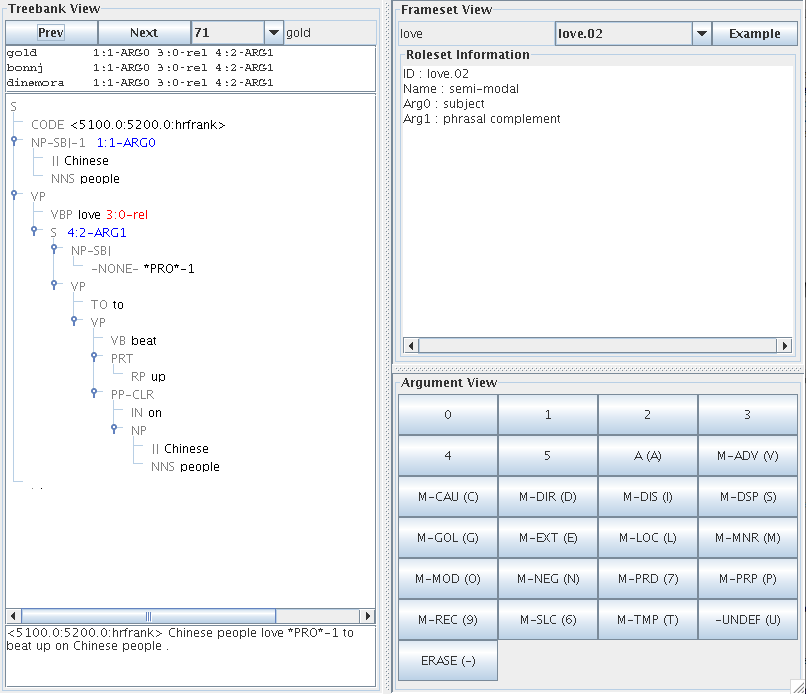 Treebank View
Prev Next 71 gold
gold 1:1-ARG0 3:0-rel 4:2-ARG1
bonnj 1:1-ARG0 3:0-rel 4:2-ARG1
dinemora 1:1-ARG0 3:0-rel 4:2-ARG1
S
CODE <5100.0:5200.0:hrfrank>
NP-SBJ-1 1:1-ARG0
JJ Chinese
NNS people
VP
VBP love 3:0-rel
S 4:2-ARG1
NP-SBJ
-NONE- *PRO*-1
VP
TO to
VP
VB beat
PRT
RP up
PP-CLR
IN on
NP
JJ Chinese
NNS people
. .
<5100.0:5200.0:hrfrank> Chinese people love *PRO*-1 to
beat up on Chinese people .
Frameset View
love love.02 Example
Roleset Information
ID : love.02
Name : semi-modal
Arg0 : subject
Arg1 : phrasal complement
Argument View
0 1 2 3
4 5 A (A) M-ADV (V)
M-CAU (C) M-DIR (D) M-DIS (I) M-DSP (S)
M-GOL (G) M-EXT (E) M-LOC (L) M-MNR (M)
M-MOD (O) M-NEG (N) M-PRD (7) M-PRP (P)
M-REC (9) M-SLC (6) M-TMP (T) -UNDEF (U)
ERASE (-)